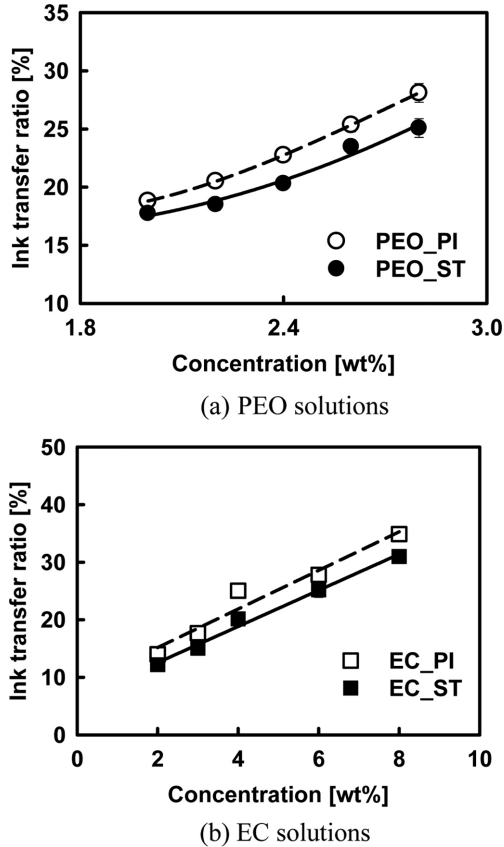 Ink transfer ratio [%]
35
30
25
20
15
10
PEO_PI
PEO_ST
1.8
2.4
3.0
Concentration [wt%]
(a) PEO solutions
Ink transfer ratio [%]
50
40
30
20
10
0
EC_PI
EC_ST
0
2
4
6
8
10
Concentration [wt%]
(b) EC solutions